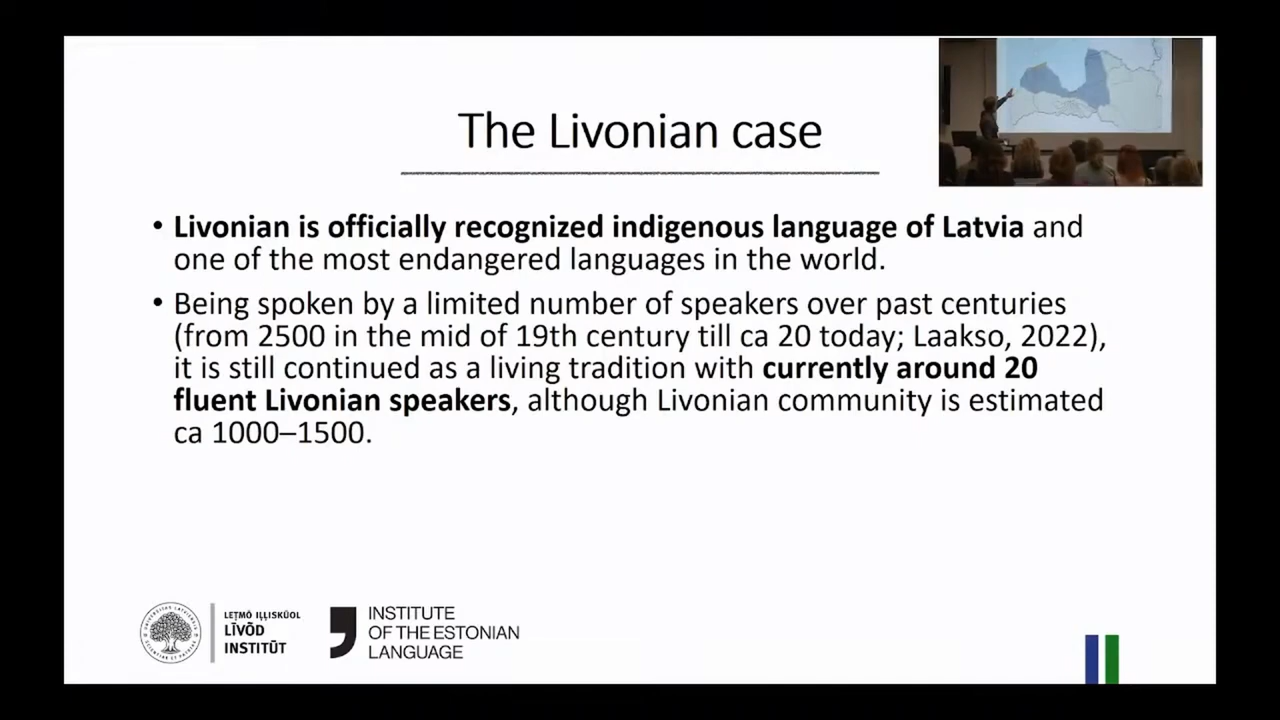 The Livonian case
• Livonian is officially recognized indigenous language of Latvia and
one of the most endangered languages in the world.
• Being spoken by a limited number of speakers over past centuries
(from 2500 in the mid of 19th century till ca 20 today; Laakso, 2022),
it is still continued as a living tradition with currently around 20
fluent Livonian speakers, although Livonian community is estimated
ca 1000–1500.
LĪVÕD
INSTITŪT
INSTITUTE
OF THE ESTONIAN
LANGUAGE